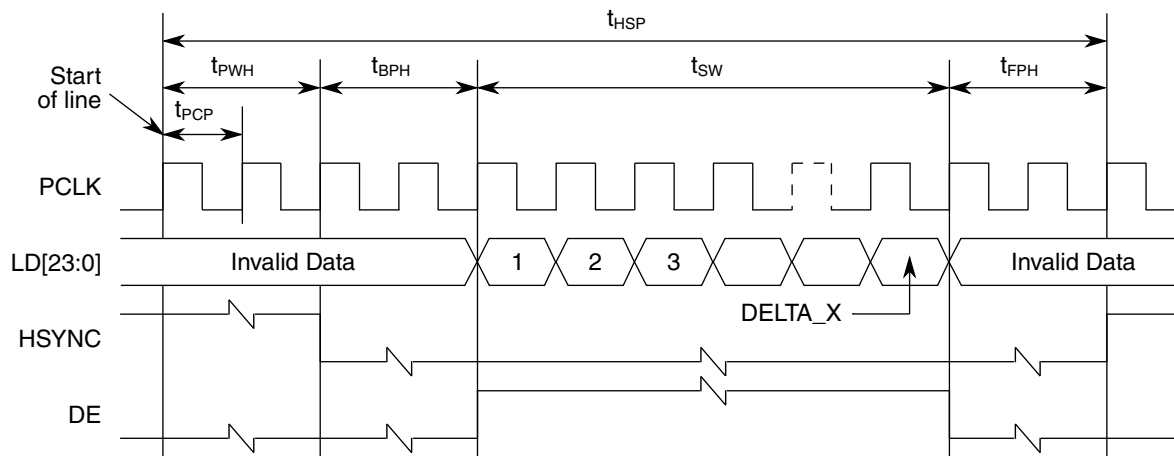 tHSP
tPWH tBPH tSW tFPH
Start
of line
tPCP
PCLK
LD[23:0] Invalid Data 1 2 3 Invalid Data
DELTA_X
HSYNC
DE